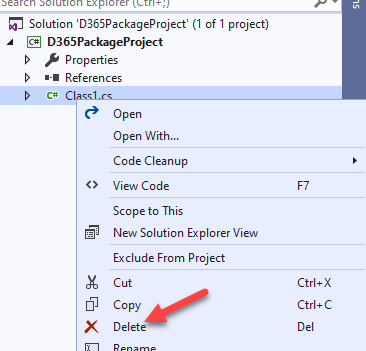 Search Solution Explorer (Ctrl+;)
Solution 'D365PackageProject' (1 of 1 project)
C# D365PackageProject
Properties
References
C# Class1.cs
Open
Open With...
Code Cleanup
View Code F7
Scope to This
New Solution Explorer View
Exclude From Project
Cut Ctrl+X
Copy Ctrl+C
Delete Del
Rename